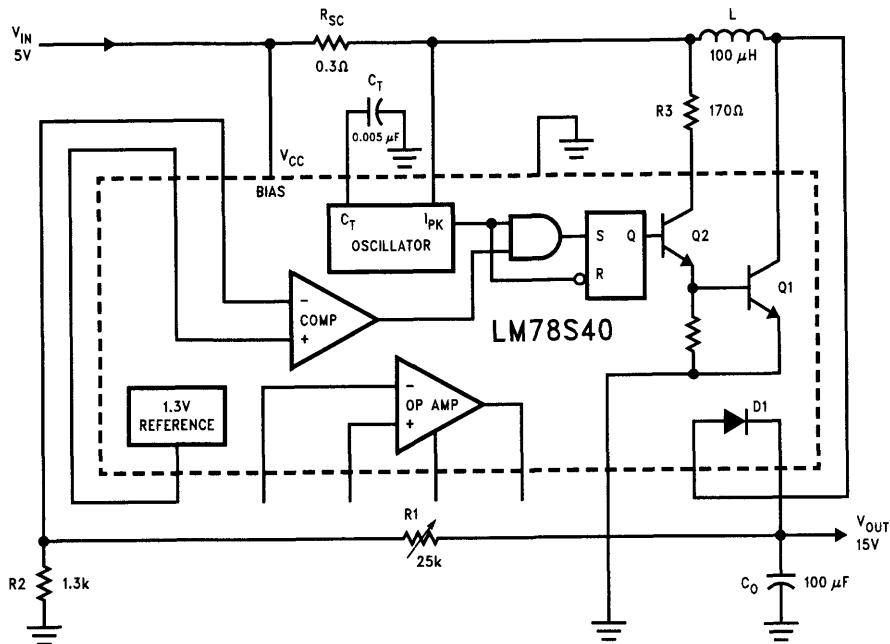 V_IN
5V
R_SC
0.3Ω
L
100 μH
C_T
0.005 μF
R3
170Ω
V_CC
BIAS
C_T
I_PK
OSCILLATOR
S
Q
R
Q2
Q1
−
COMP
+
LM78S40
−
OP AMP
+
1.3V
REFERENCE
D1
R1
25k
V_OUT
15V
R2
1.3k
C_O
100 μF